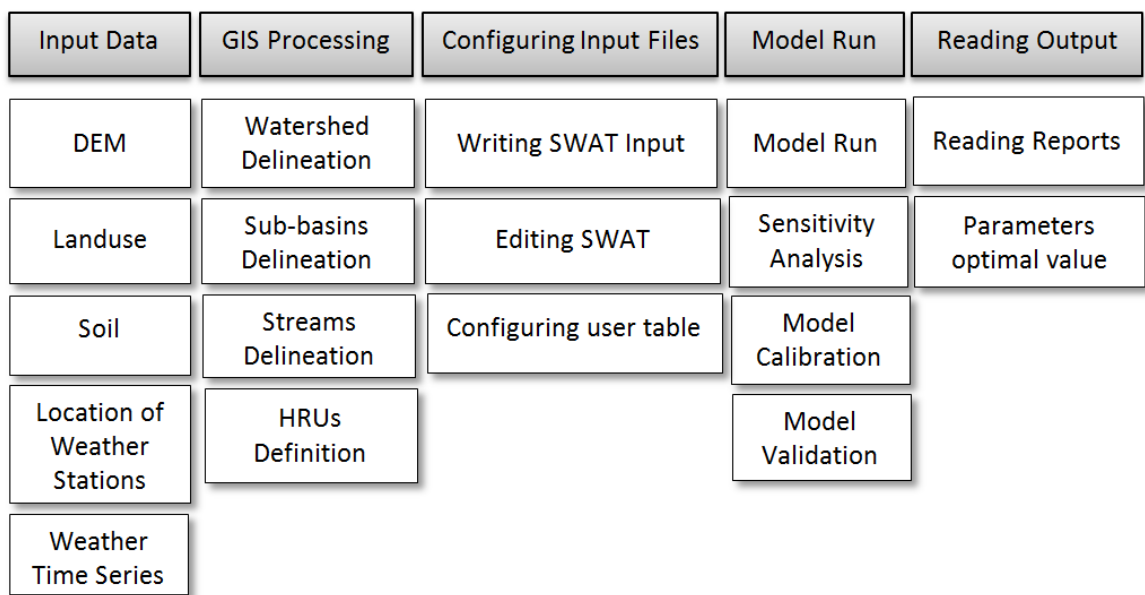 Input Data
GIS Processing
Configuring Input Files
Model Run
Reading Output
DEM
Watershed
Delineation
Writing SWAT Input
Model Run
Reading Reports
Landuse
Sub-basins
Delineation
Editing SWAT
Sensitivity
Analysis
Parameters
optimal value
Soil
Streams
Delineation
Configuring user table
Model
Calibration
Location of
Weather
Stations
HRUs
Definition
Model
Validation
Weather
Time Series